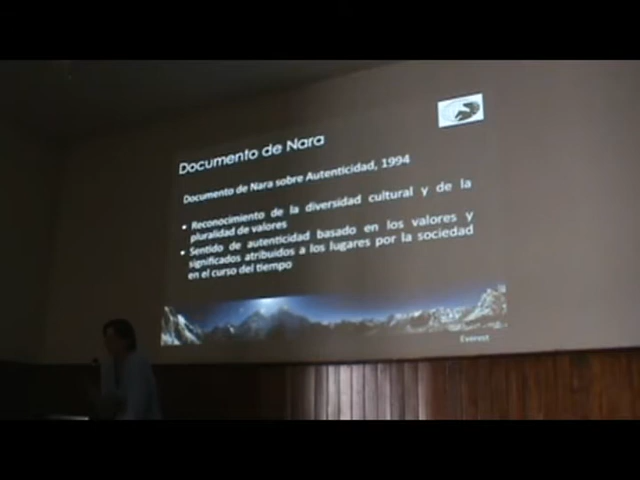 Documento de Nara
Documento de Nara sobre Autenticidad, 1994
• Reconocimiento de la diversidad cultural y de la
pluralidad de valores
• Sentido de autenticidad basado en los valores y
significados atribuidos a los lugares por la sociedad
en el curso del tiempo
Everest